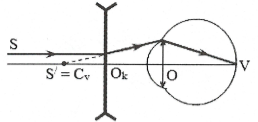 S
S' = Cᵥ
Oₖ
O
V